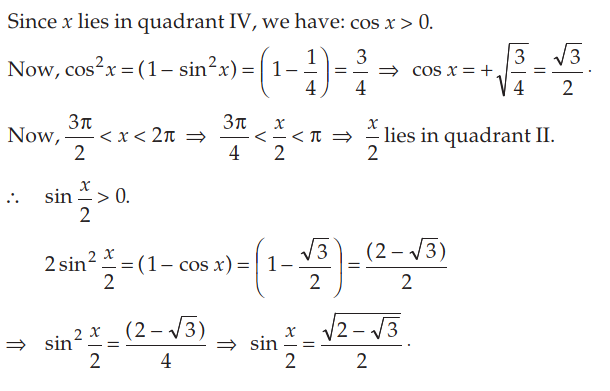 Since x lies in quadrant IV, we have: cos x > 0.
Now, cos²x = (1 – sin²x) = (1 – 1/4) = 3/4 ⇒ cos x = +√(3/4) = √3/2.
Now, 3π/2 < x < 2π ⇒ 3π/4 < x/2 < π ⇒ x/2 lies in quadrant II.
∴ sin x/2 > 0.
2 sin² x/2 = (1 – cos x) = (1 – √3/2) = (2 – √3)/2
⇒ sin² x/2 = (2 – √3)/4 ⇒ sin x/2 = √(2 – √3)/2.